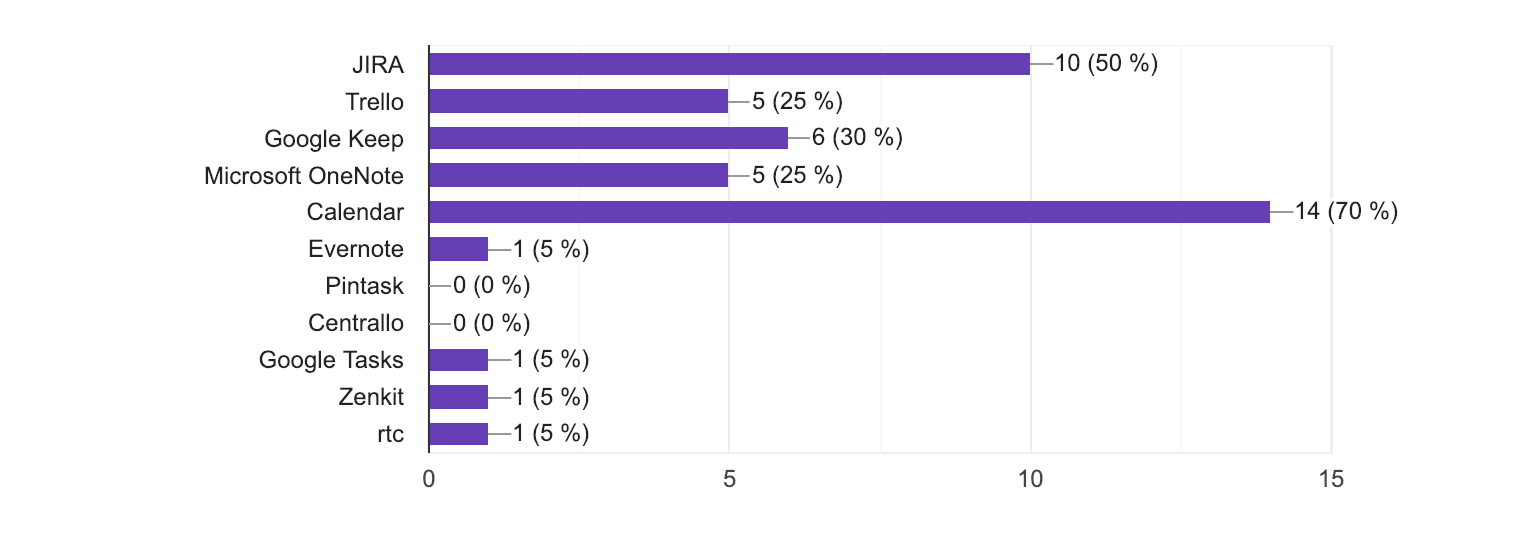 JIRA 10 (50 %)
Trello 5 (25 %)
Google Keep 6 (30 %)
Microsoft OneNote 5 (25 %)
Calendar 14 (70 %)
Evernote 1 (5 %)
Pintask 0 (0 %)
Centrallo 0 (0 %)
Google Tasks 1 (5 %)
Zenkit 1 (5 %)
rtc 1 (5 %)
0 5 10 15